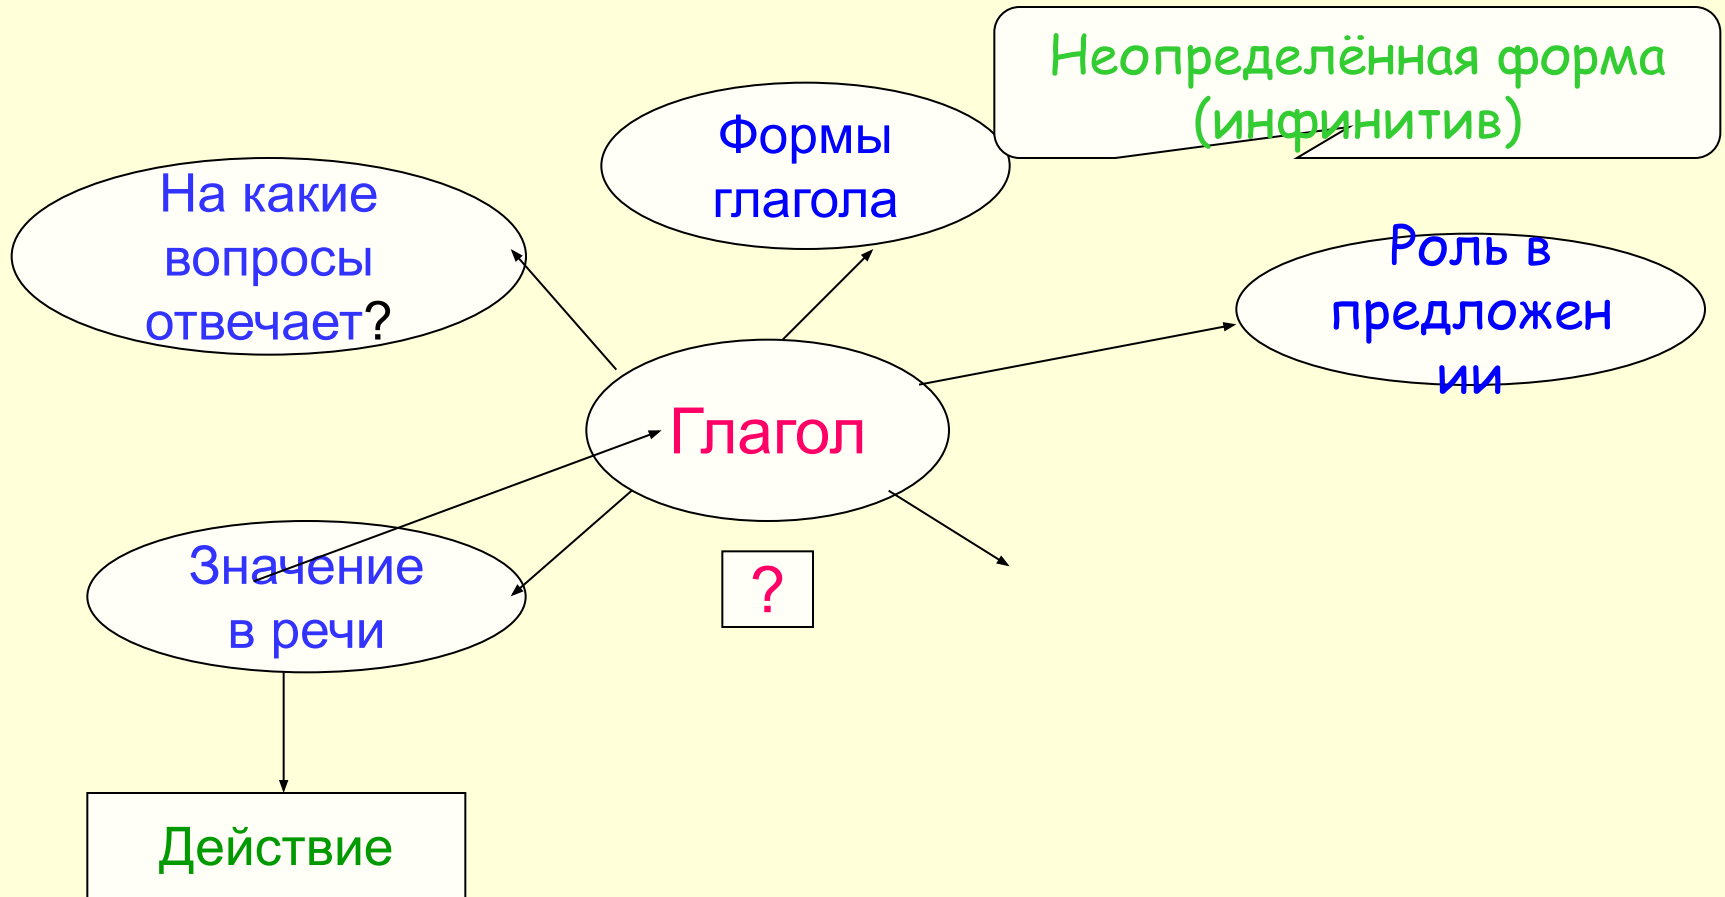 Неопределённая форма
(инфинитив)
Формы
глагола
На какие
вопросы
отвечает?
Роль в
предложен
ии
Глагол
Значение
в речи
?
Действие